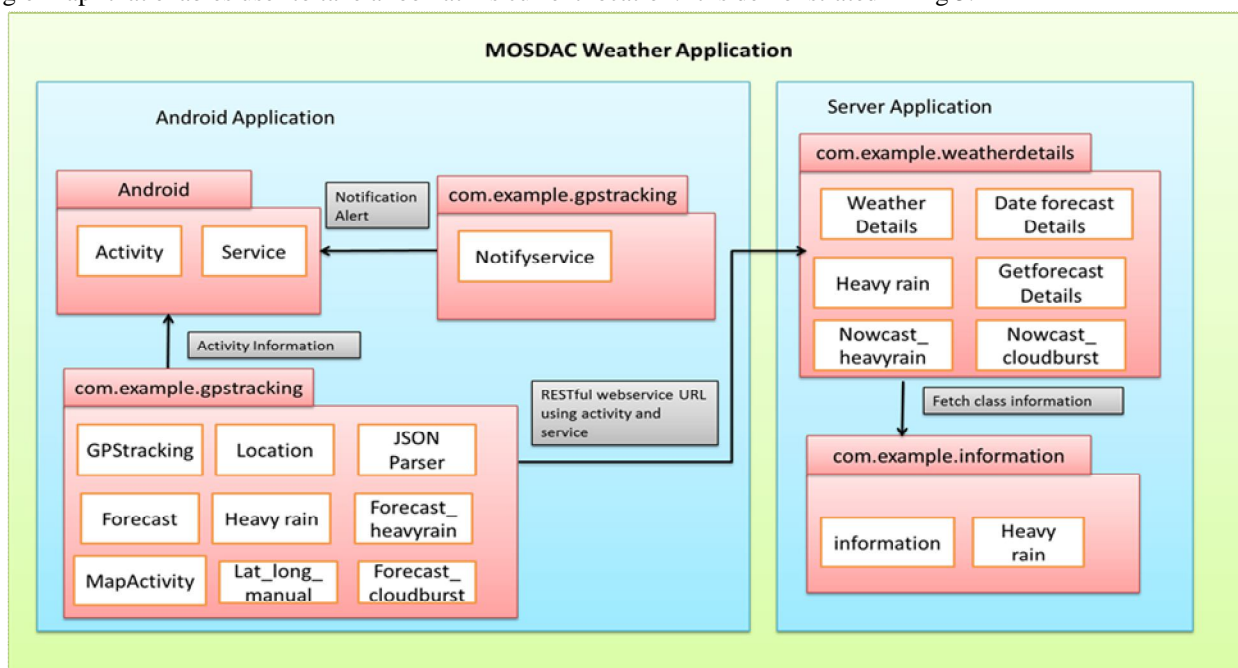 MOSDAC Weather Application
Android Application
Android
Activity
Service
Notification
Alert
com.example.gpstracking
Notifyservice
Activity Information
com.example.gpstracking
GPStracking
Location
JSON
Parser
Forecast
Heavy rain
Forecast_
heavyrain
MapActivity
Lat_long_
manual
Forecast_
cloudburst
RESTful webservice URL
using activity and
service
Server Application
com.example.weatherdetails
Weather
Details
Date forecast
Details
Heavy rain
Getforecast
Details
Nowcast_
heavyrain
Nowcast_
cloudburst
Fetch class information
com.example.information
information
Heavy
rain